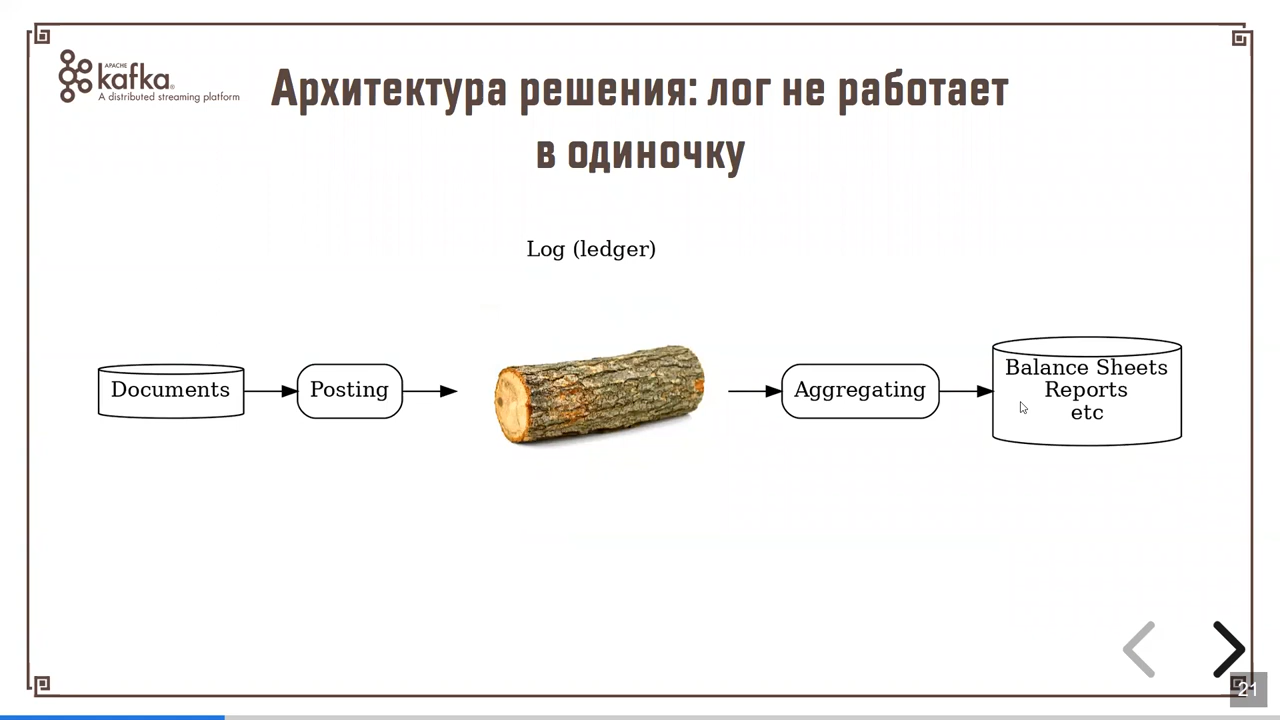 APACHE
kafka®
A distributed streaming platform
Архитектура решения: лог не работает
в одиночку
Log (ledger)
Documents
Posting
Aggregating
Balance Sheets
Reports
etc
21